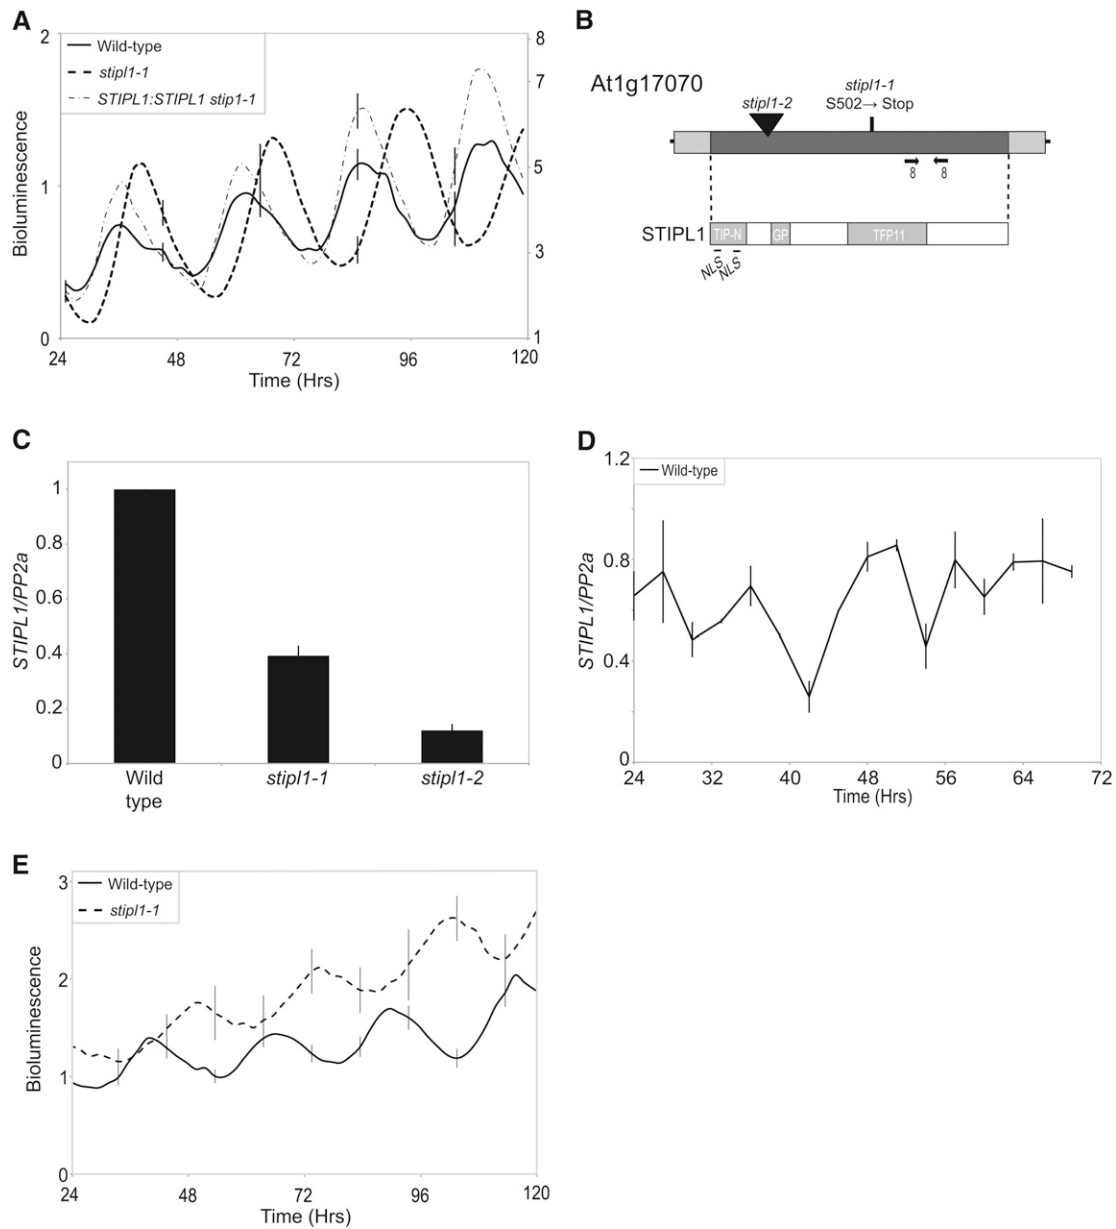 A
2
1
0
Bioluminescence
Wild-type
stipl1-1
STIPL1:STIPL1 stip1-1
8
7
5
3
1
24
48
72
96
120
Time (Hrs)
B
At1g17070
stipl1-2
stipl1-1
S502→ Stop
8
8
STIPL1
TIP-N
GP
TFP11
NLS
NLS
C
STIPL1/PP2a
1
0.8
0.6
0.4
0.2
0
Wild
type
stipl1-1
stipl1-2
D
STIPL1/PP2a
1.2
0.8
0.4
0
Wild-type
24
32
40
48
56
64
72
Time (Hrs)
E
Bioluminescence
3
2
1
0
Wild-type
stipl1-1
24
48
72
96
120
Time (Hrs)